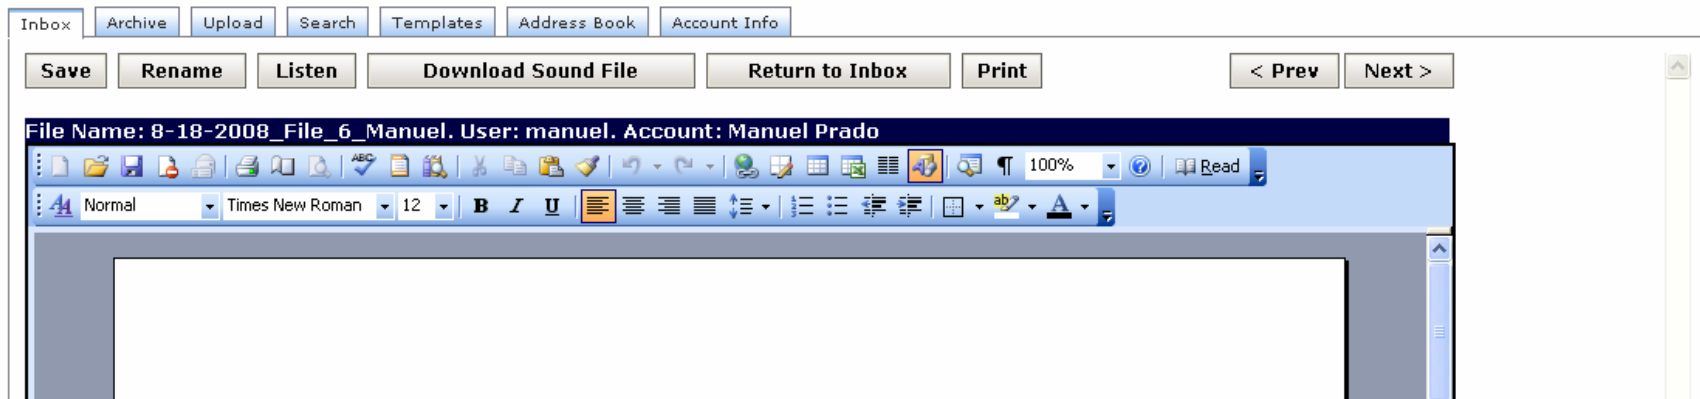 Inbox Archive Upload Search Templates Address Book Account Info
Save Rename Listen Download Sound File Return to Inbox Print < Prev Next >
File Name: 8-18-2008_File_6_Manuel. User: manuel. Account: Manuel Prado
ABC 100% Read
Normal Times New Roman 12 B I U ab A